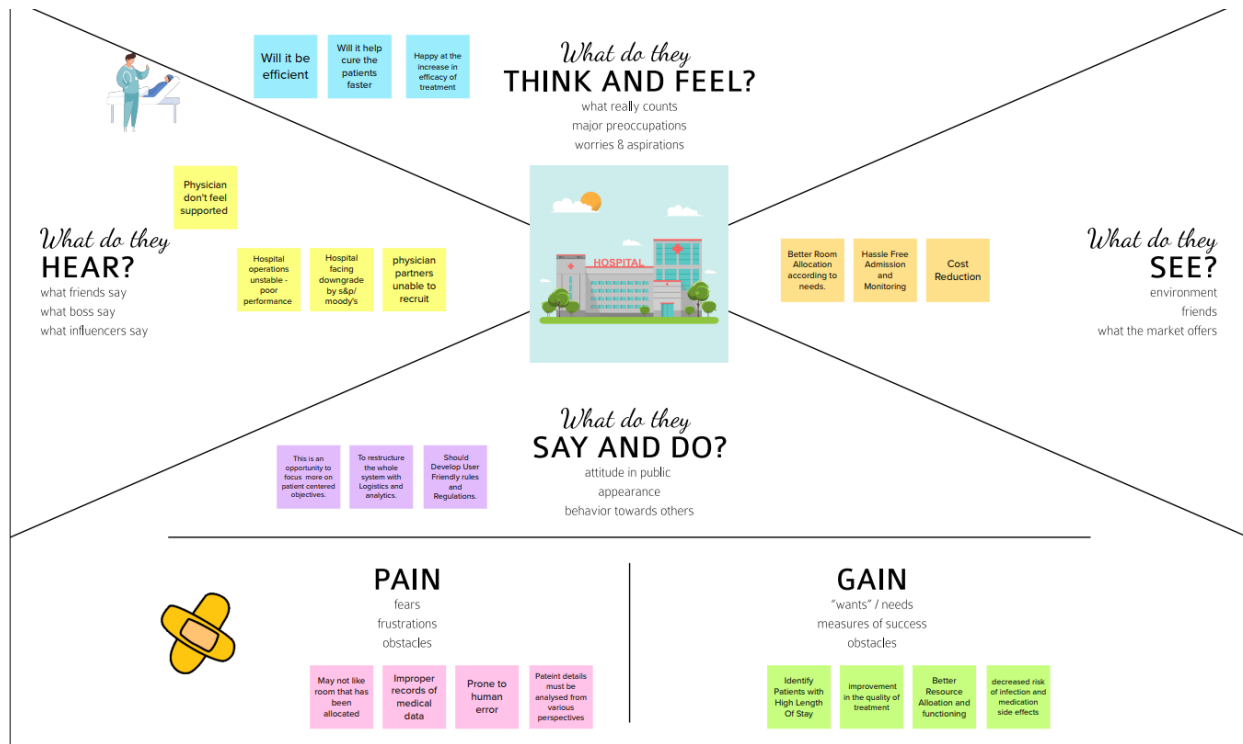 What do they
THINK AND FEEL?
what really counts
major preoccupations
worries & aspirations
Will it be
efficient
Will it help
cure the
patients
faster
Happy at the
increase in
efficacy of
treatment
What do they
HEAR?
what friends say
what boss say
what influencers say
Physician
don't feel
supported
Hospital
operations
unstable -
poor
performance
Hospital
facing
downgrade
by s&p/
moody's
physician
partners
unable to
recruit
HOSPITAL
Better Room
Allocation
according to
needs.
Hassle Free
Admission
and
Monitoring
Cost
Reduction
What do they
SEE?
environment
friends
what the market offers
What do they
SAY AND DO?
attitude in public
appearance
behavior towards others
This is an
opportunity to
focus more on
patient centered
objectives.
To restructure
the whole
system with
Logistics and
analytics.
Should
Develop User
Friendly rules
and
Regulations.
PAIN
fears
frustrations
obstacles
May not like
room that has
been
allocated
Improper
records of
medical
data
Prone to
human
error
Pateint details
must be
analysed from
various
perspectives
GAIN
"wants" / needs
measures of success
obstacles
Identify
Patients with
High Length
Of Stay
improvement
in the quality of
treatment
Better
Resource
Alloation and
functioning
decreased risk
of infection and
medication
side effects